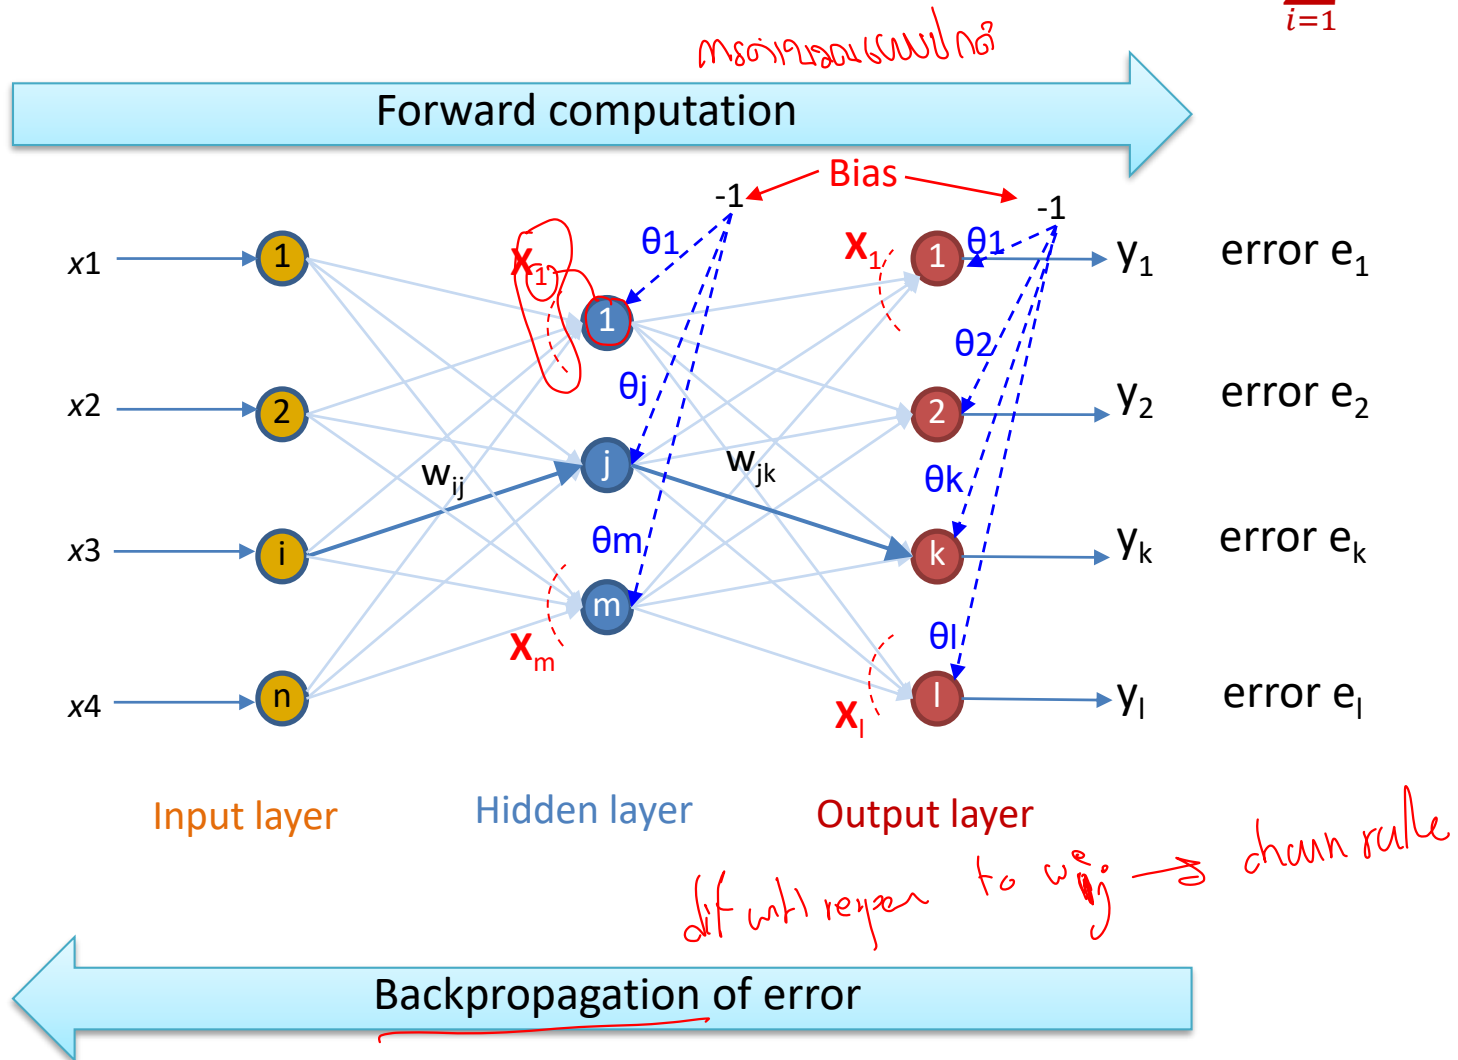 i=1
Forward computation
Bias
-1
-1
x1
1
X1
θ1
1
X1
1
θ1
y1
error e1
x2
2
θj
θ2
2
y2
error e2
wij
j
wjk
θk
x3
i
θm
k
yk
error ek
m
Xm
θl
x4
n
Xl
l
yl
error el
Input layer
Hidden layer
Output layer
to
chain rule
Backpropagation of error